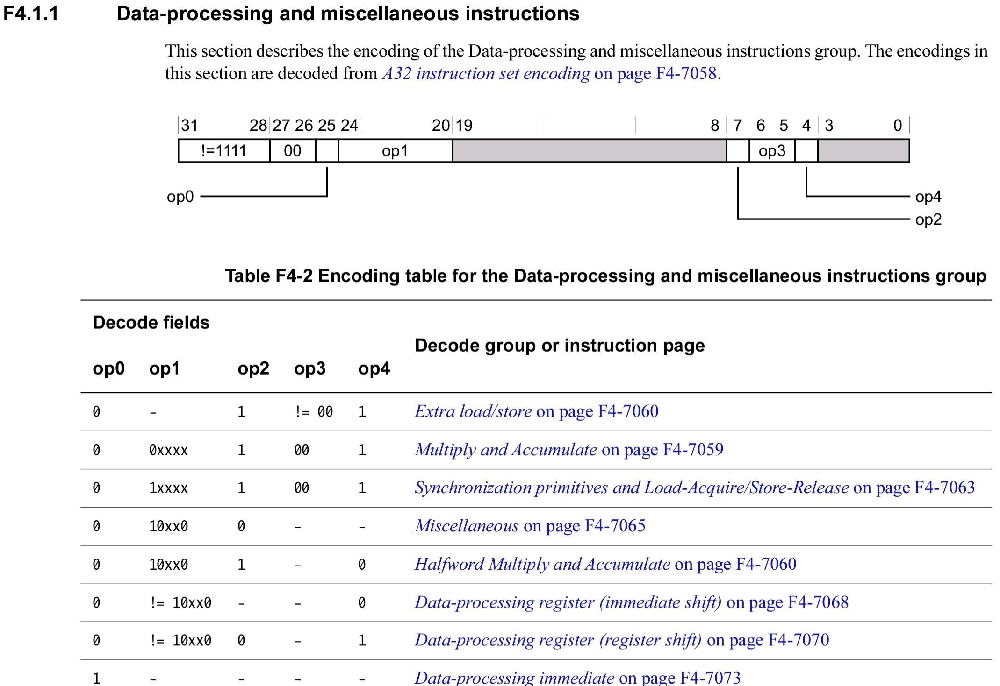 F4.1.1 Data-processing and miscellaneous instructions
This section describes the encoding of the Data-processing and miscellaneous instructions group. The encodings in
this section are decoded from A32 instruction set encoding on page F4-7058.
31 28 27 26 25 24 20 19 8 7 6 5 4 3 0
!=1111 00 op1 op3
op0 op4
op2
Table F4-2 Encoding table for the Data-processing and miscellaneous instructions group
Decode fields
Decode group or instruction page
op0 op1 op2 op3 op4
0 - 1 != 00 1 Extra load/store on page F4-7060
0 0xxxx 1 00 1 Multiply and Accumulate on page F4-7059
0 1xxxx 1 00 1 Synchronization primitives and Load-Acquire/Store-Release on page F4-7063
0 10xx0 0 - - Miscellaneous on page F4-7065
0 10xx0 1 - 0 Halfword Multiply and Accumulate on page F4-7060
0 != 10xx0 - - 0 Data-processing register (immediate shift) on page F4-7068
0 != 10xx0 0 - 1 Data-processing register (register shift) on page F4-7070
1 - - - - Data-processing immediate on page F4-7073